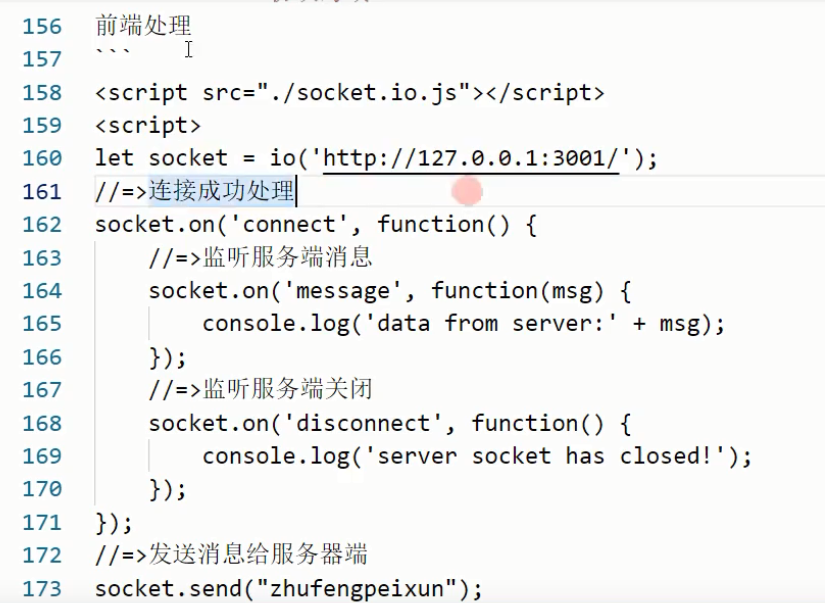 156 前端处理
157 ```
158 <script src="./socket.io.js"></script>
159 <script>
160 let socket = io('http://127.0.0.1:3001/');
161 //=>连接成功处理
162 socket.on('connect', function() {
163     //=>监听服务端消息
164     socket.on('message', function(msg) {
165         console.log('data from server:' + msg);
166     });
167     //=>监听服务端关闭
168     socket.on('disconnect', function() {
169         console.log('server socket has closed!');
170     });
171 });
172 //=>发送消息给服务器端
173 socket.send("zhufengpeixun");